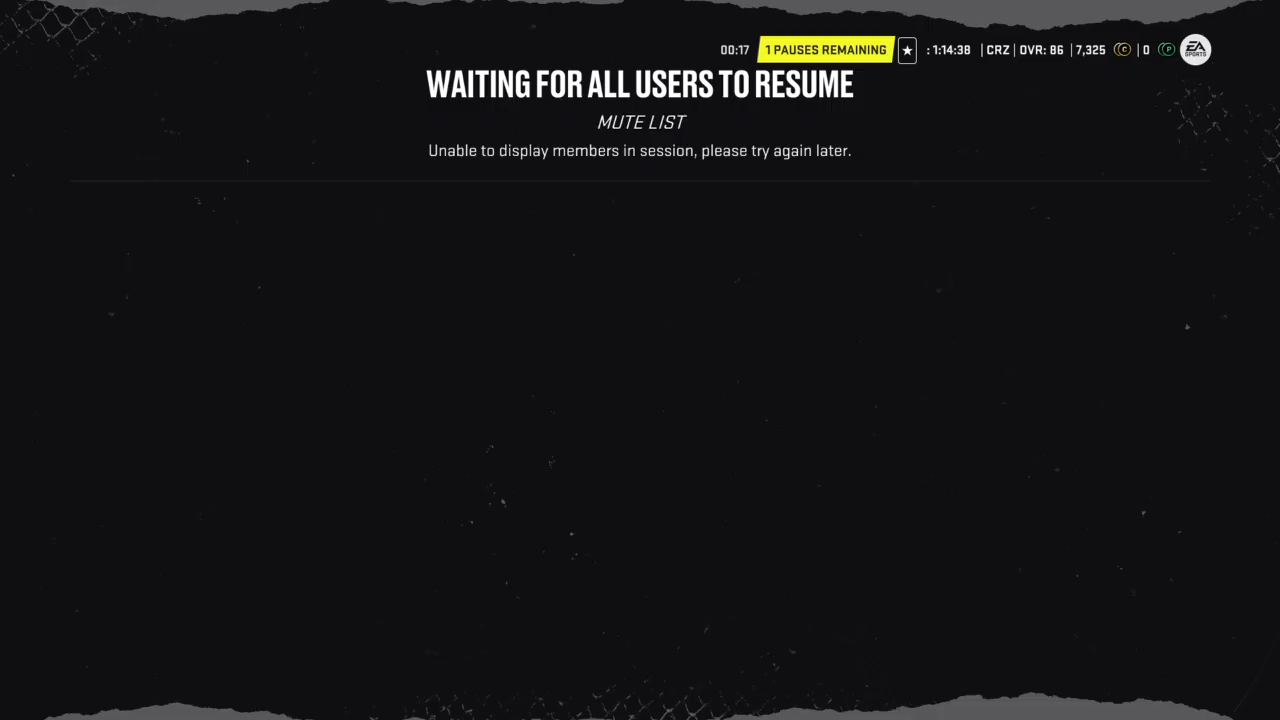 00:17 1 PAUSES REMAINING : 1:14:38 | CRZ | OVR: 86 | 7,325 C | 0 P EA SPORTS
WAITING FOR ALL USERS TO RESUME
MUTE LIST
Unable to display members in session, please try again later.